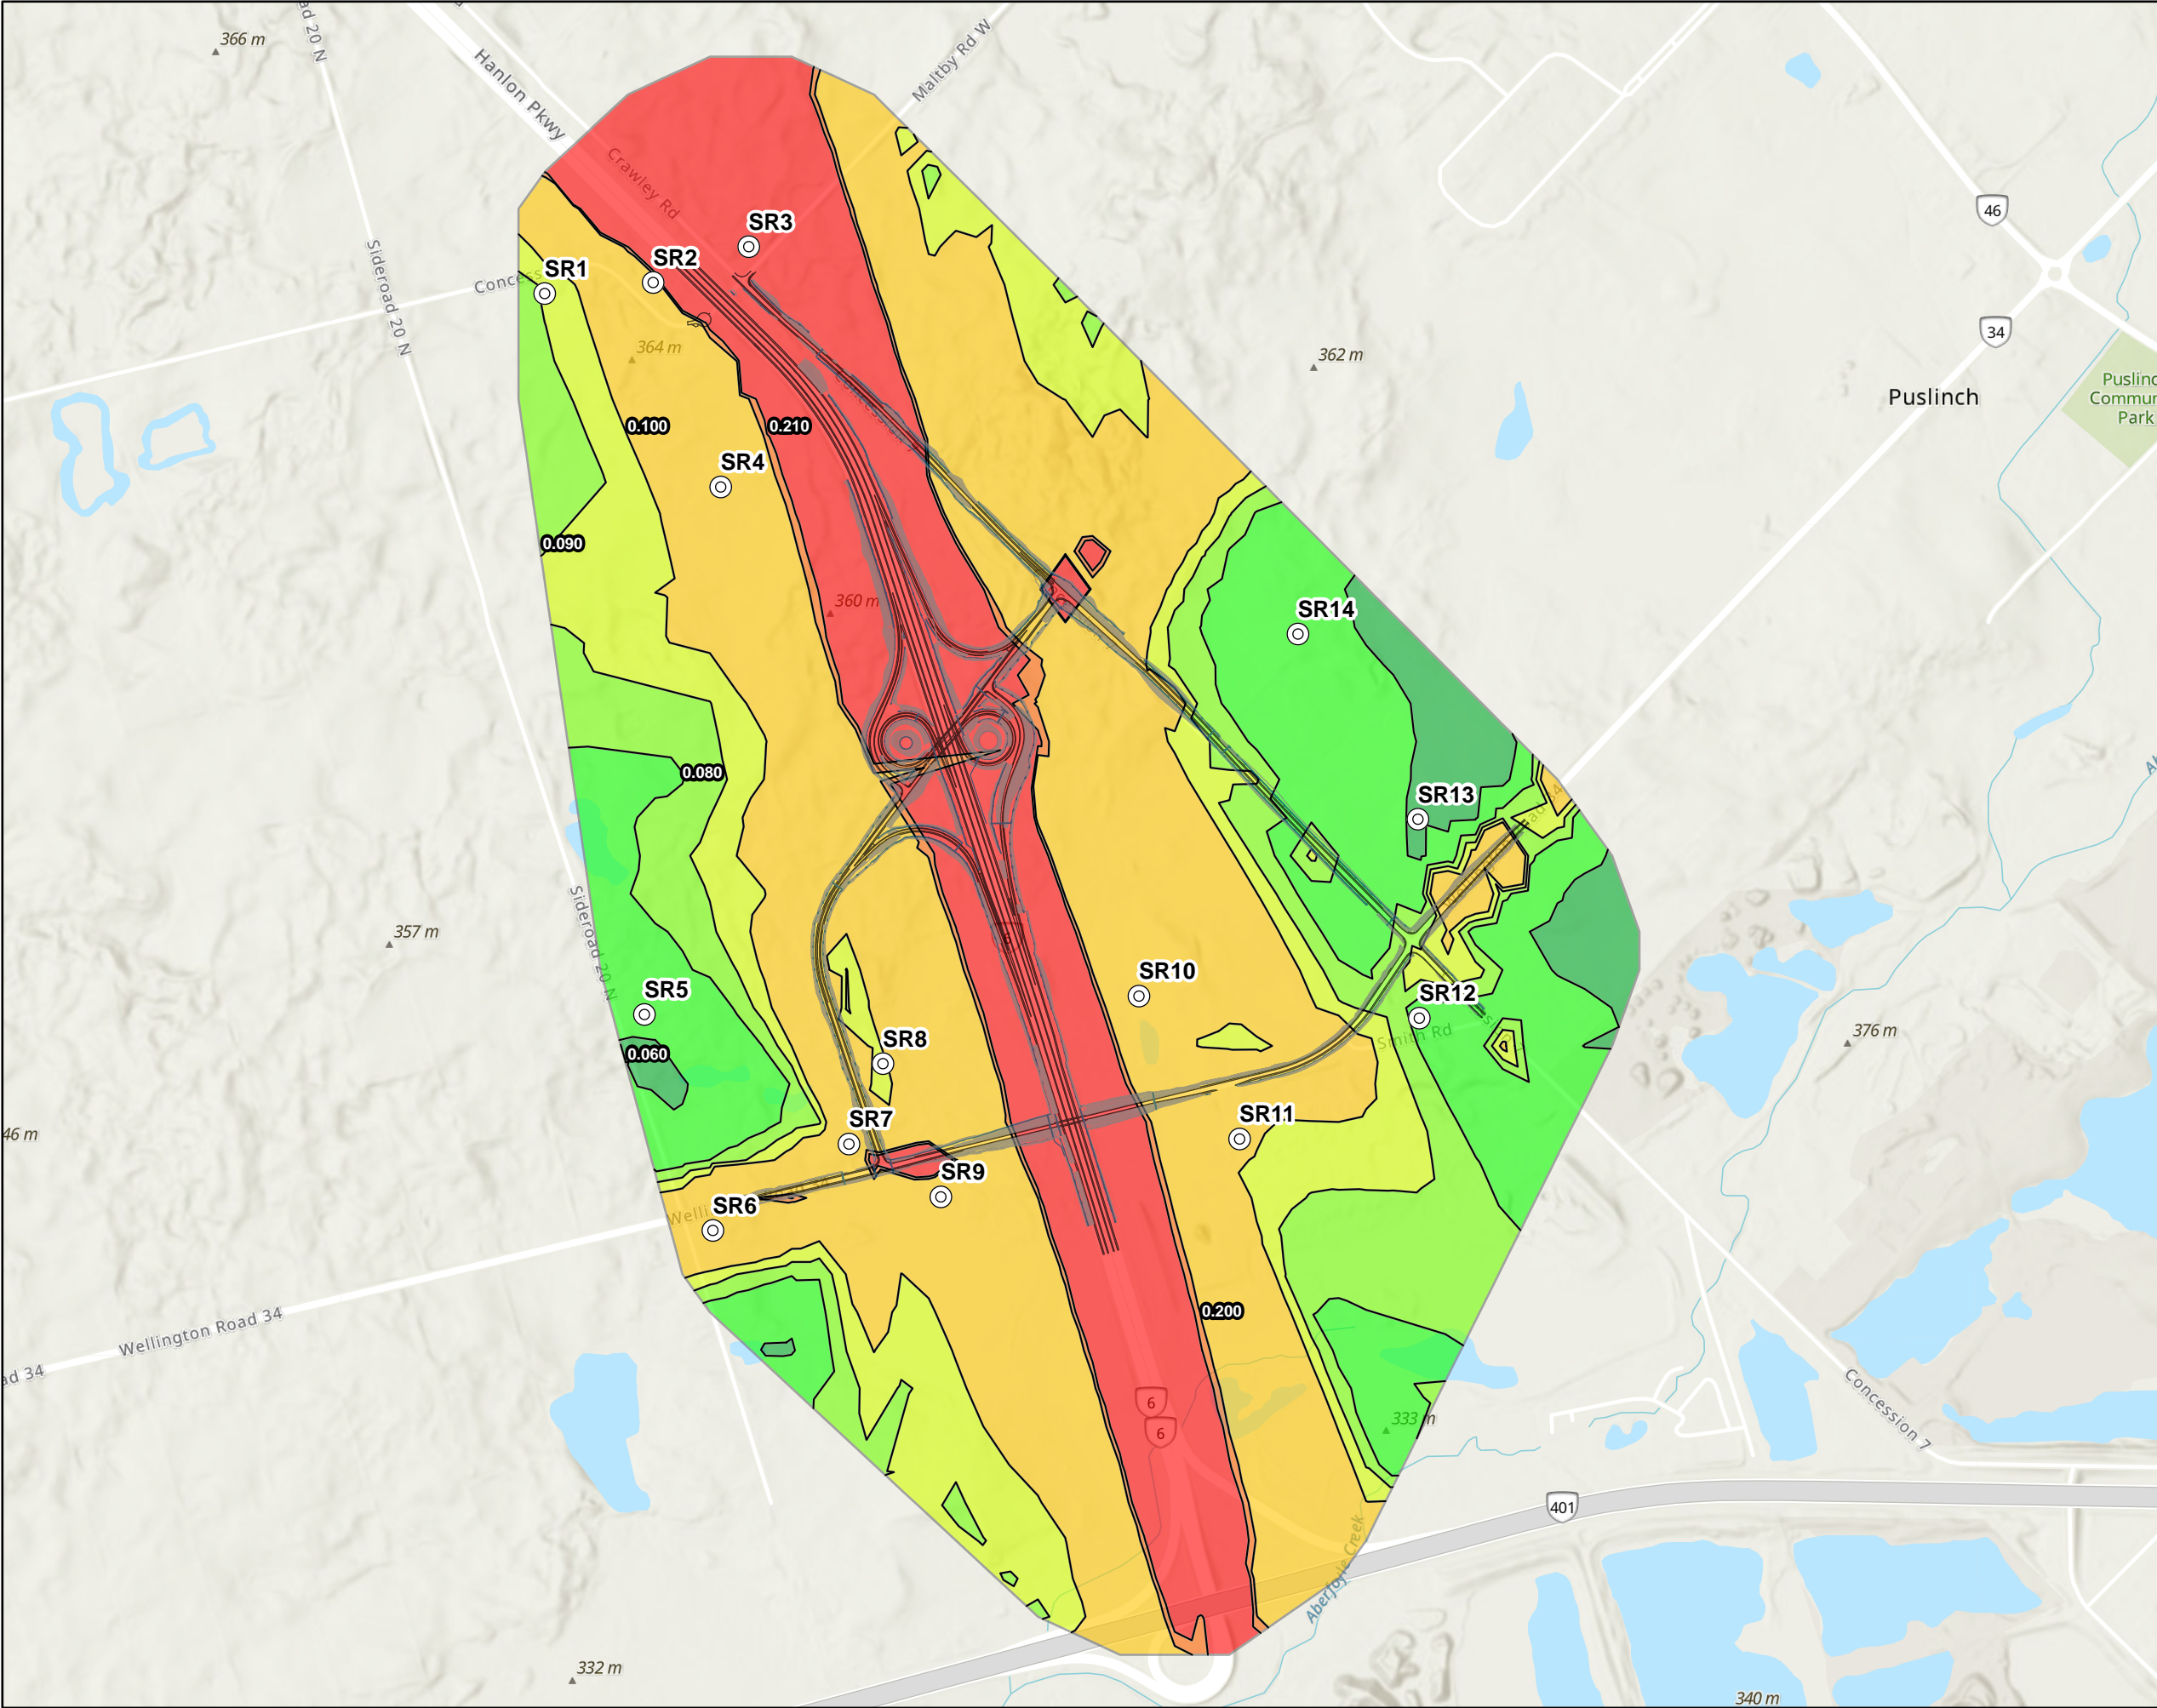 366 m
Hanlon Pkwy
Maltby Rd W
Crawley Rd
SR3
46
SR2
SR1
Concess
Sideroad 20 N
34
364 m
362 m
Puslinch
0.100
0.210
SR4
0.090
360 m
SR14
0.080
SR13
Sideroad 20 N
357 m
SR10
SR5
SR12
Smith Rd
376 m
SR8
0.060
SR11
SR7
46 m
SR9
SR6
Welli
0.200
Wellington Road 34
ad 34
6
6
333 m
Concession 7
401
Aberfoyle Creek
332 m
340 m